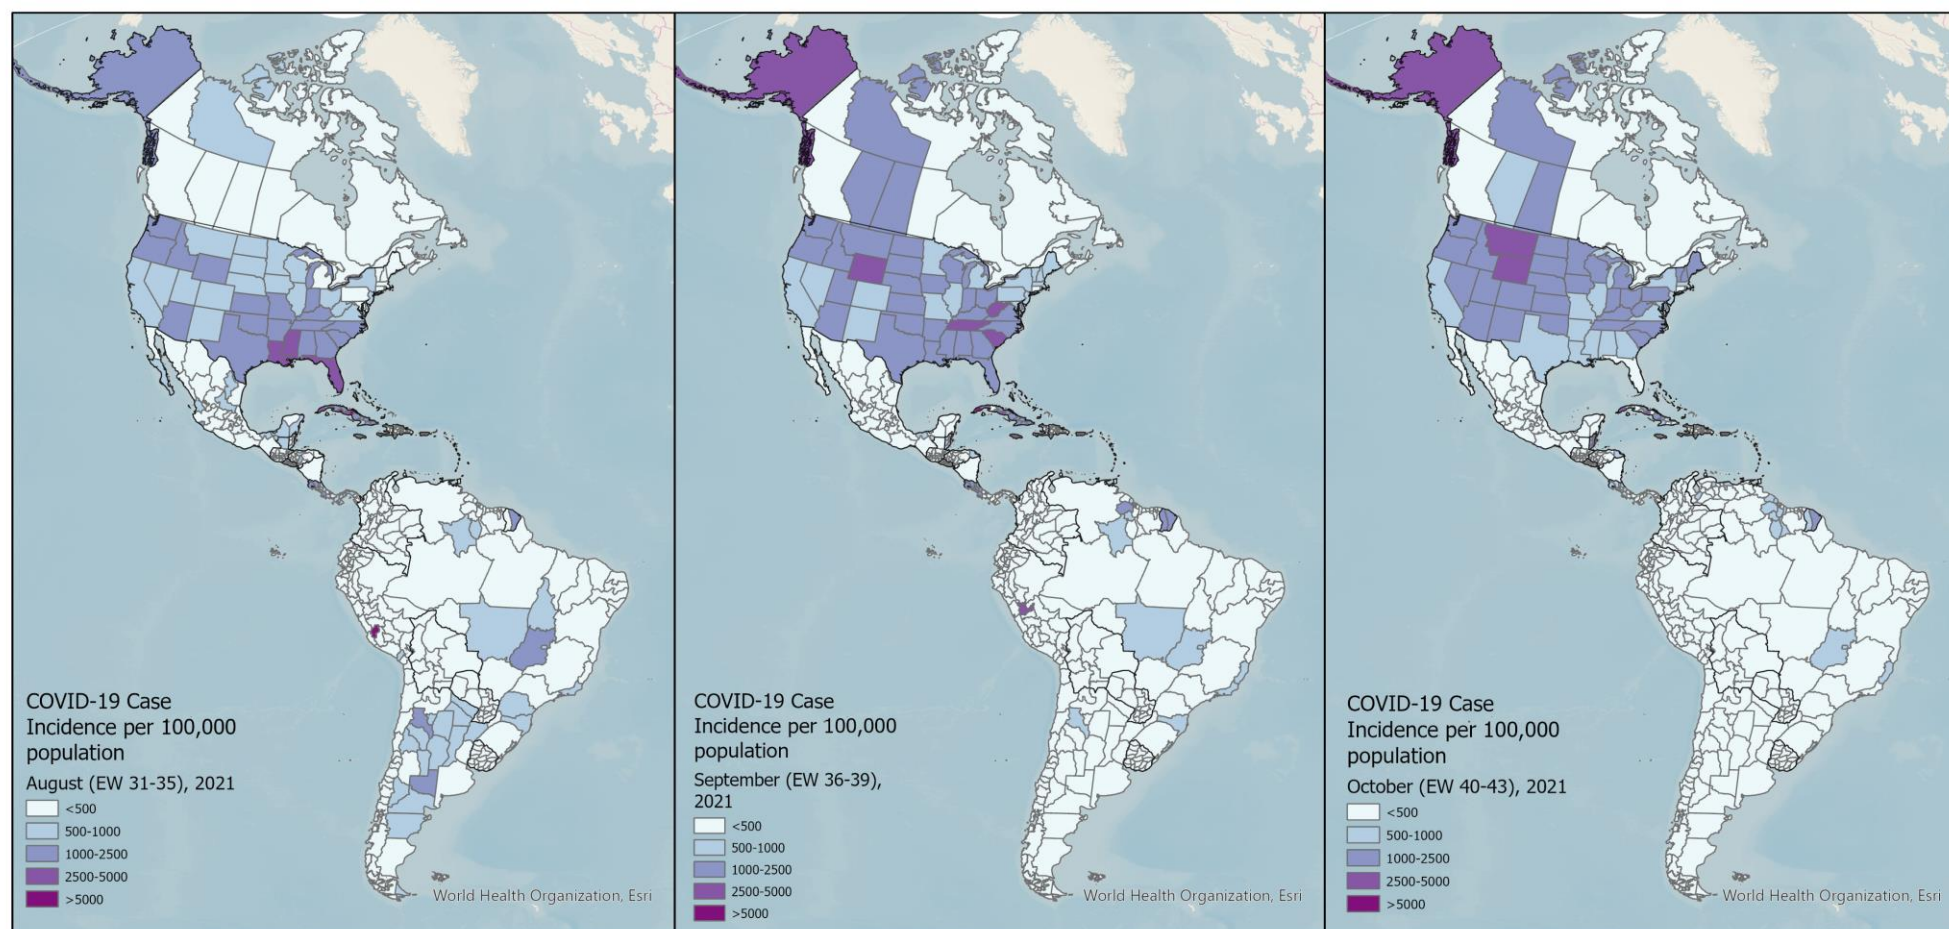 COVID-19 Case
Incidence per 100,000
population
August (EW 31-35), 2021
<500
500-1000
1000-2500
2500-5000
>5000
World Health Organization, Esri
COVID-19 Case
Incidence per 100,000
population
September (EW 36-39),
2021
<500
500-1000
1000-2500
2500-5000
>5000
World Health Organization, Esri
COVID-19 Case
Incidence per 100,000
population
October (EW 40-43), 2021
<500
500-1000
1000-2500
2500-5000
>5000
World Health Organization, Esri